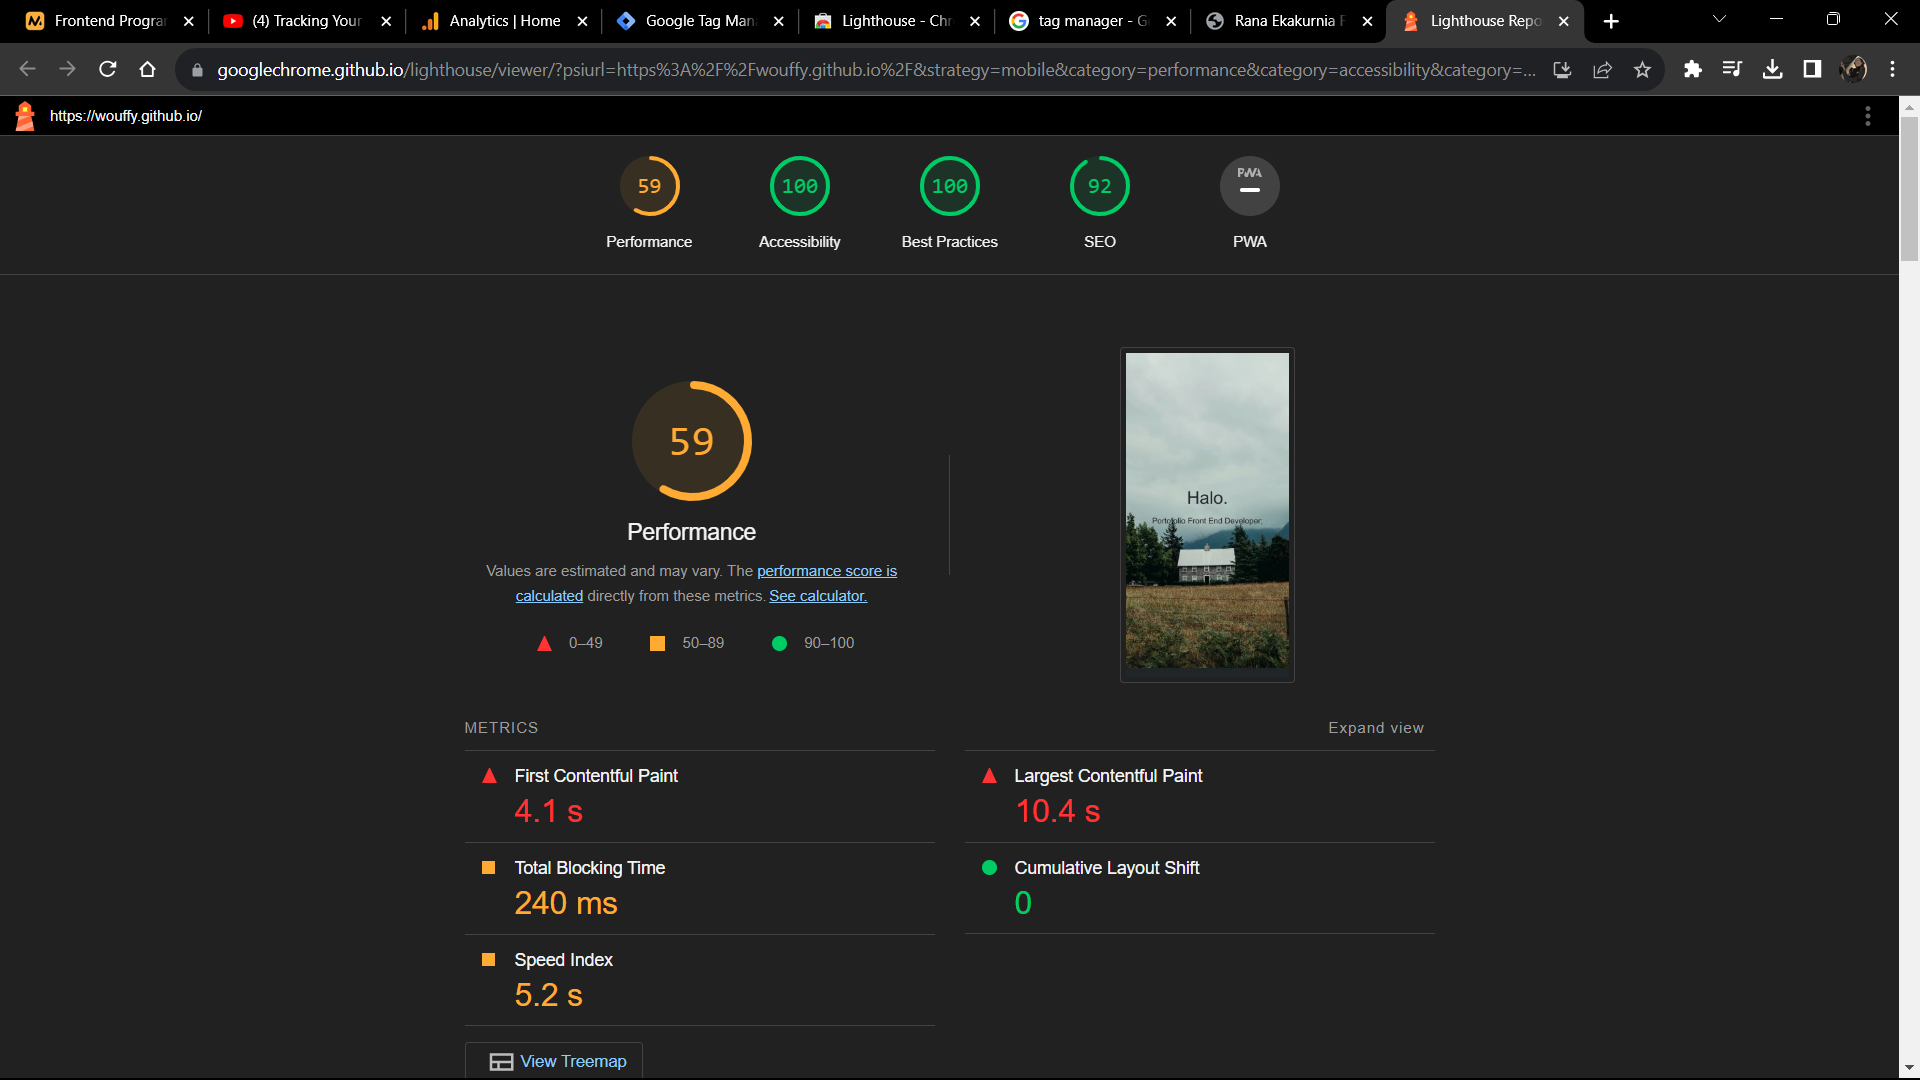 Frontend Progra
(4) Tracking Your
Analytics | Home
Google Tag Man
Lighthouse - Chr
tag manager - G
Rana Ekakurnia F
Lighthouse Repo
googlechrome.github.io/lighthouse/viewer/?psiurl=https%3A%2F%2Fwouffy.github.io%2F&strategy=mobile&category=performance&category=accessibility&category=...
https://wouffy.github.io/
59
100
100
92
PWA
Performance
Accessibility
Best Practices
SEO
PWA
59
Performance
Values are estimated and may vary. The performance score is
calculated directly from these metrics. See calculator.
0–49
50–89
90–100
Halo.
Portofolio Front End Developer;
METRICS
Expand view
First Contentful Paint
4.1 s
Largest Contentful Paint
10.4 s
Total Blocking Time
240 ms
Cumulative Layout Shift
0
Speed Index
5.2 s
View Treemap